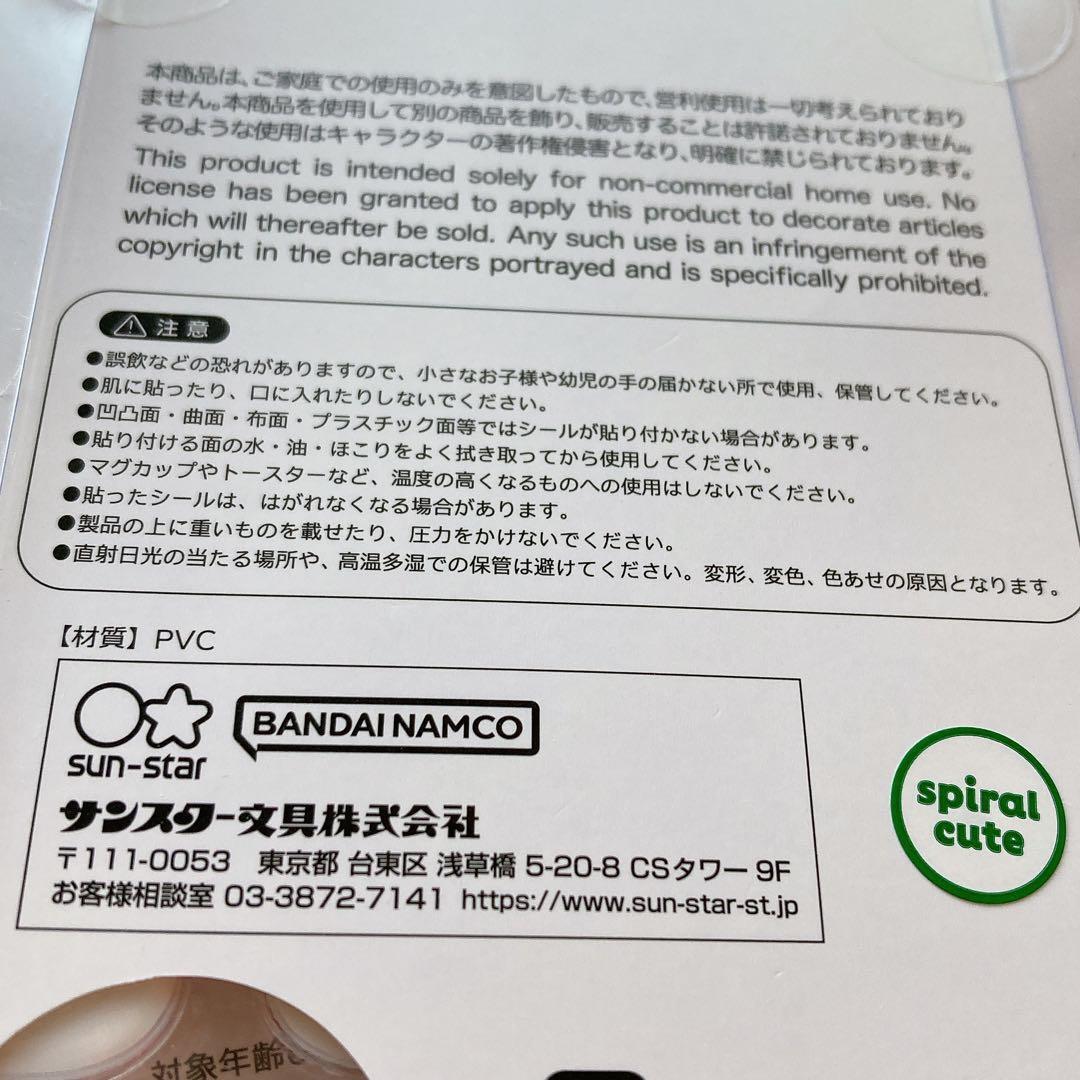 本商品は、ご家庭での使用のみを意図したもので、営利使用は一切考えられており
ません。本商品を使用して別の商品を飾り、販売することは許諾されておりません。
そのような使用はキャラクターの著作権侵害となり、明確に禁じられております。
This product is intended solely for non-commercial home use. No
license has been granted to apply this product to decorate articles
which will thereafter be sold. Any such use is an infringement of the
copyright in the characters portrayed and is specifically prohibited.
注意
●誤飲などの恐れがありますので、小さなお子様や幼児の手の届かない所で使用、保管してください。
●肌に貼ったり、口に入れたりしないでください。
●凹凸面・曲面・布面・プラスチック面等ではシールが貼り付かない場合があります。
●貼り付ける面の水・油・ほこりをよく拭き取ってから使用してください。
●マグカップやトースターなど、温度の高くなるものへの使用はしないでください。
●貼ったシールは、はがれなくなる場合があります。
●製品の上に重いものを載せたり、圧力をかけないでください。
●直射日光の当たる場所や、高温多湿での保管は避けてください。変形、変色、色あせの原因となります。
【材質】PVC
sun-star
BANDAI NAMCO
サンスター文具株式会社
〒111-0053 東京都 台東区 浅草橋 5-20-8 CSタワー 9F
お客様相談室 03-3872-7141 https://www.sun-star-st.jp
spiral
cute
対象年齢